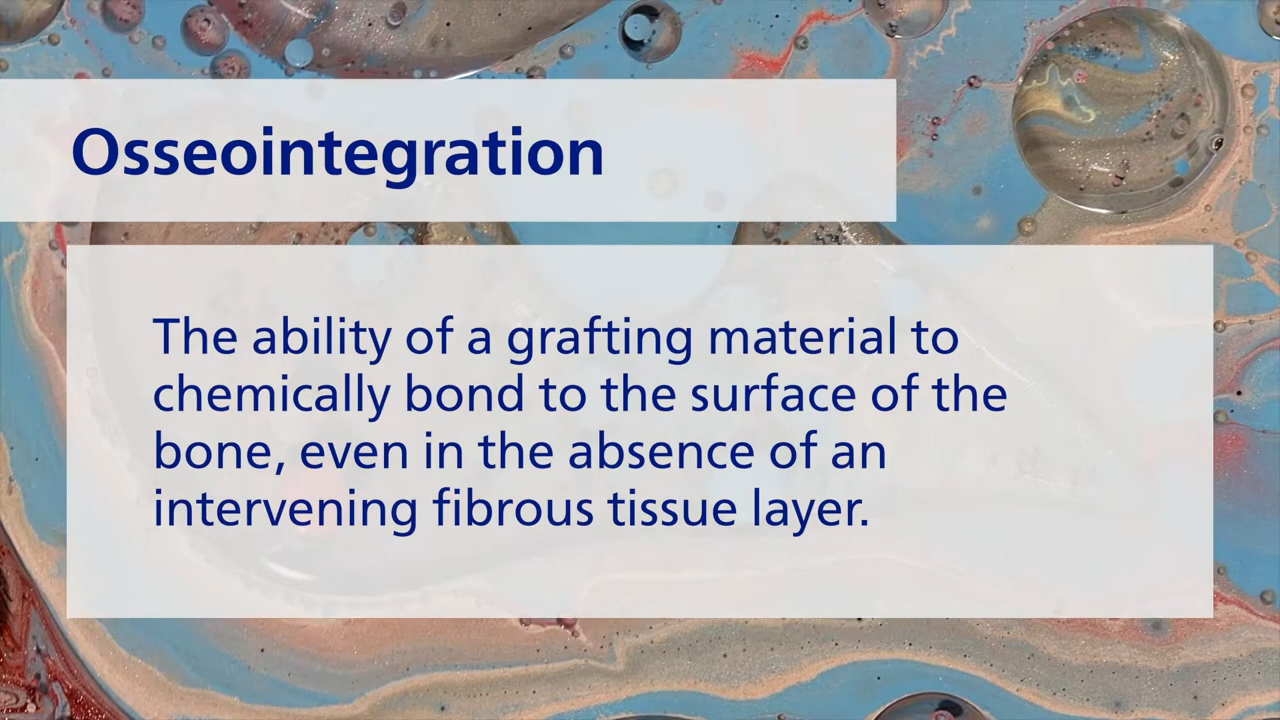 Osseointegration
The ability of a grafting material to
chemically bond to the surface of the
bone, even in the absence of an
intervening fibrous tissue layer.